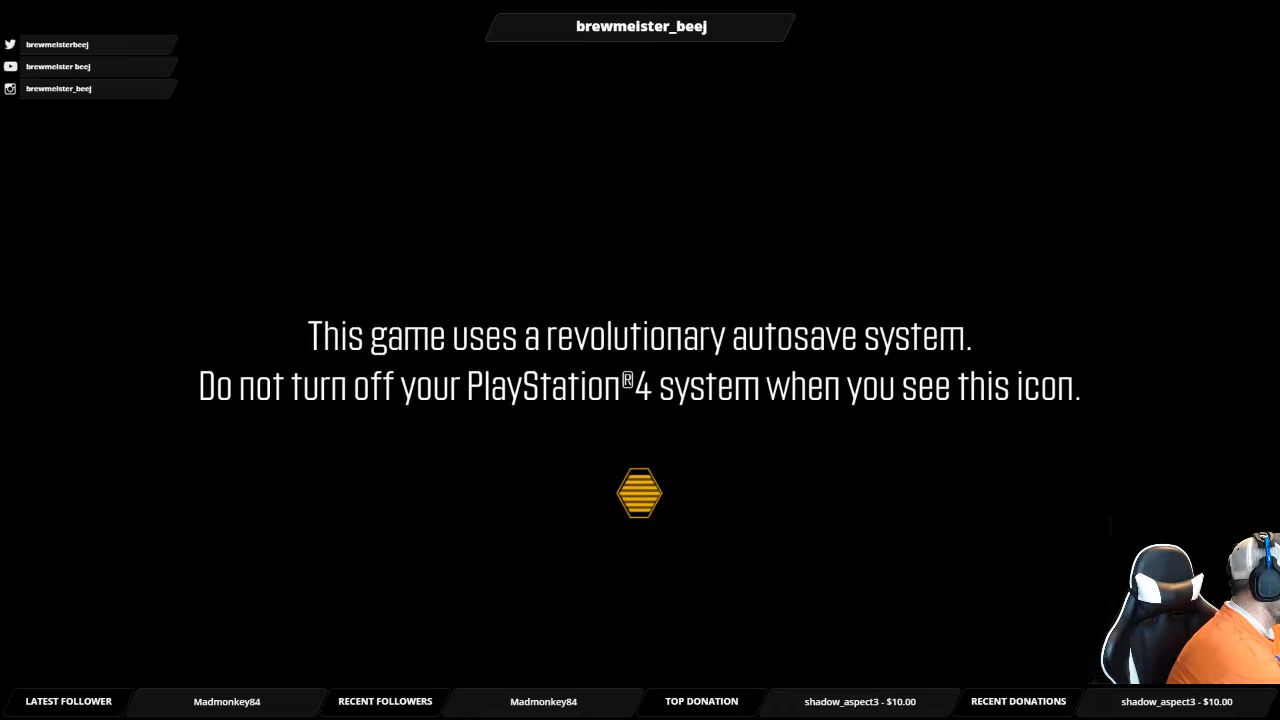 brewmeister_beej
brewmeisterbeej
brewmeister beej
brewmeister_beej
This game uses a revolutionary autosave system.
Do not turn off your PlayStation®4 system when you see this icon.
LATEST FOLLOWER Madmonkey84 RECENT FOLLOWERS Madmonkey84 TOP DONATION shadow_aspect3 - $10.00 RECENT DONATIONS shadow_aspect3 - $10.00